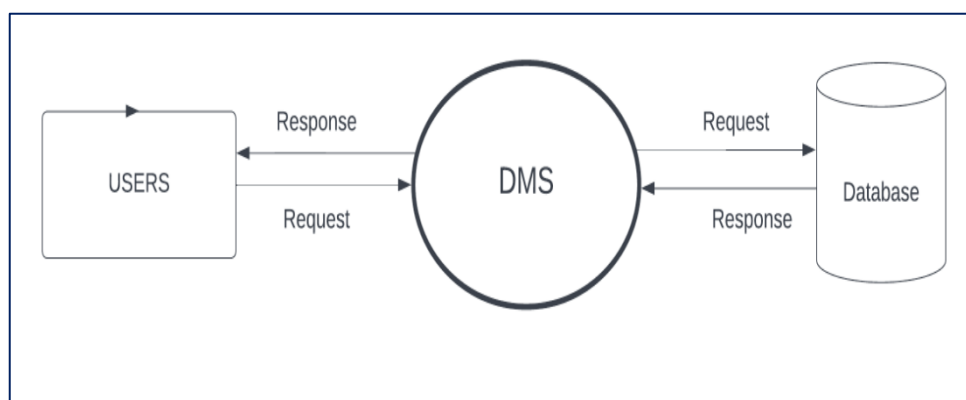 Response
Request
USERS
DMS
Database
Request
Response